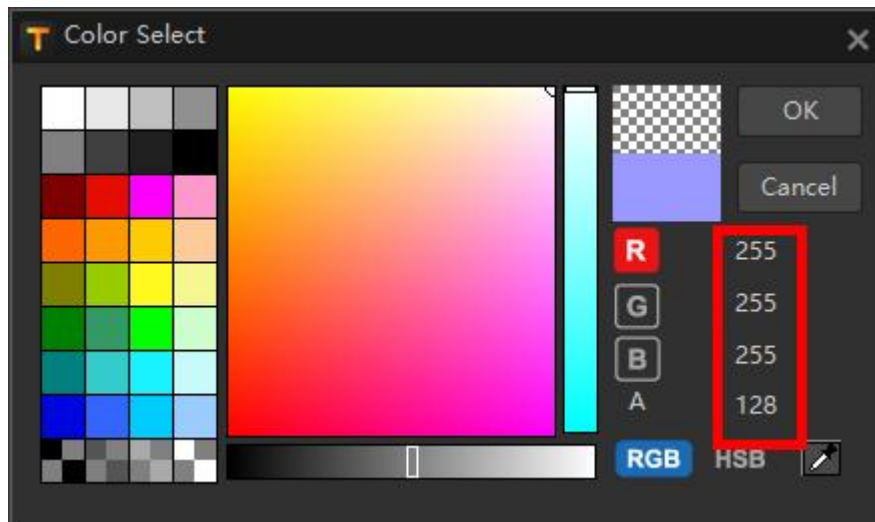 T Color Select
OK
Cancel
R 255
G 255
B 255
A 128
RGB HSB